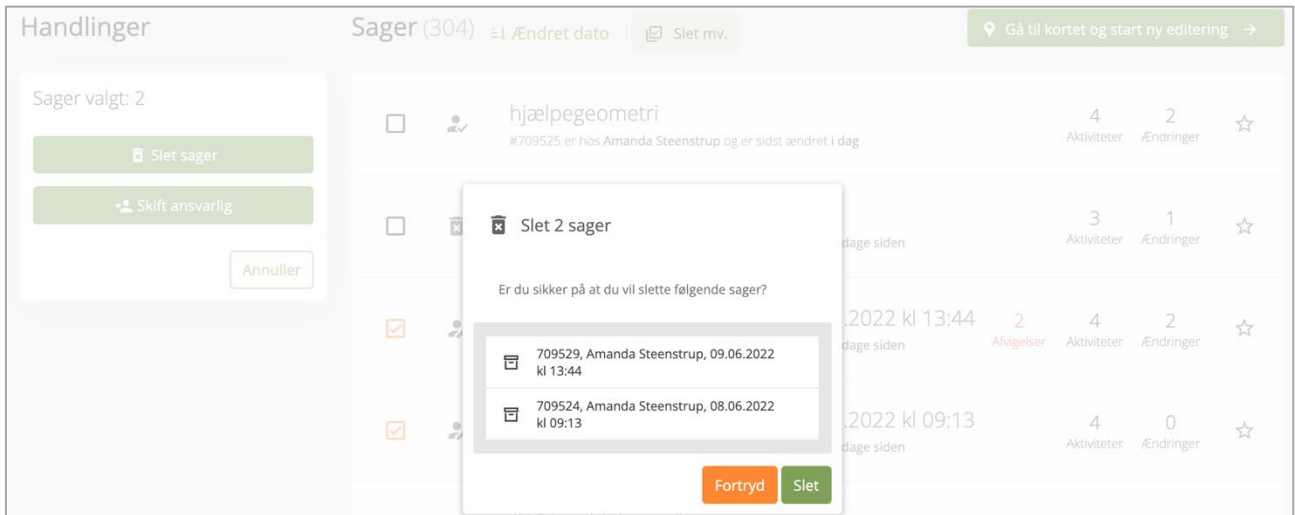 Handlinger
Sager (304)
Ændret dato
Slet mv.
Gå til kortet og start ny editering
Sager valgt: 2
Slet sager
Skift ansvarlig
Annuller
hjælpegeometri
4
2
#709525 er hos Amanda Steenstrup og er sidst ændret i dag
Aktiviteter
Ændringer
3
1
dage siden
Aktiviteter
Ændringer
.2022 kl 13:44
2
4
2
dage siden
Afvigelser
Aktiviteter
Ændringer
.2022 kl 09:13
4
0
dage siden
Aktiviteter
Ændringer
Slet 2 sager
Er du sikker på at du vil slette følgende sager?
709529, Amanda Steenstrup, 09.06.2022
kl 13:44
709524, Amanda Steenstrup, 08.06.2022
kl 09:13
Fortryd
Slet